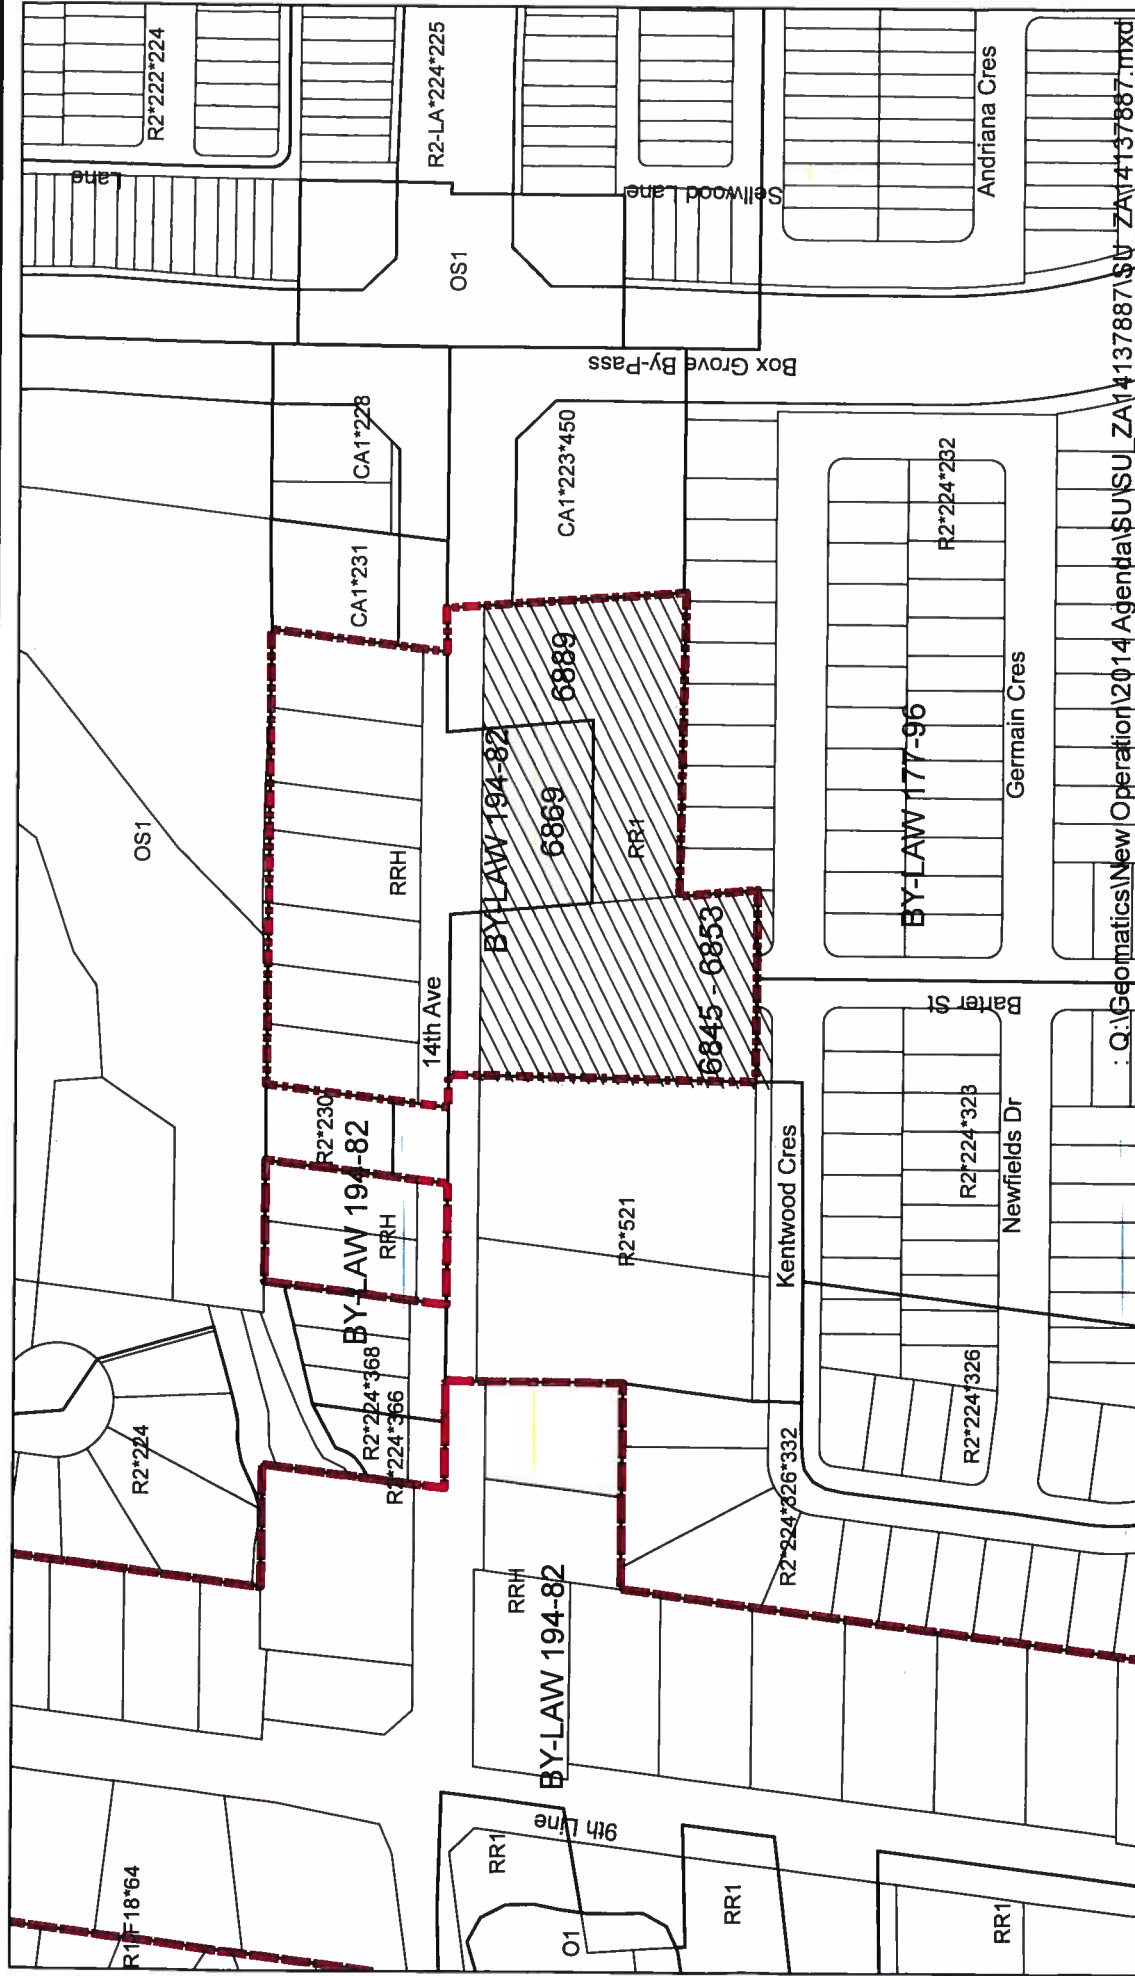 R2*222*224
Lane
R2-LA*224*225
Sellwood Lane
Andriana Cres
OS1
Box Grove By-Pass
CA1*228
CA1*223*450
R2*224*232
CA1*231
OS1
RRH
14th Ave
BY-LAW 194-82
6889
6869
RR1
6845 - 6853
BY-LAW 177-96
Germain Cres
Barter St
R2*230
BY-LAW 194-82
RRH
R2*521
Kentwood Cres
R2*224*323
Newfields Dr
R2*224
R2*224*368
R2*224*366
R2*224*326*332
R2*224*326
RRH
BY-LAW 194-82
9th Line
R1*F18*64
RR1
O1
RR1
RR1
: Q:\Geomatics\New Operation\2014 Agenda\SU\SU_ZA14137887\SU_ZA14137887.mxd